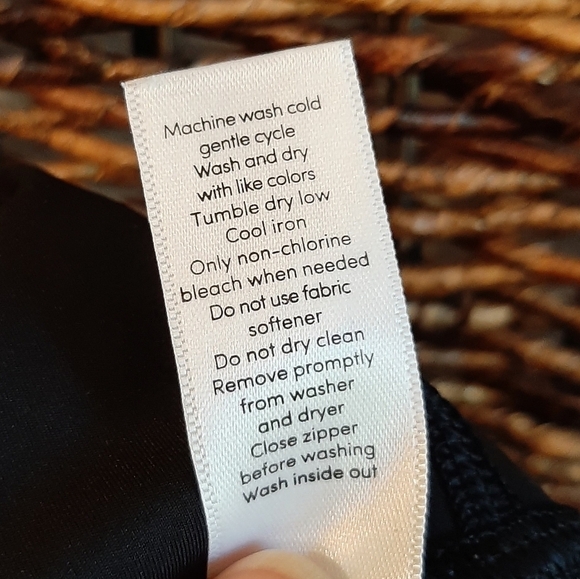 Machine wash cold
gentle cycle
Wash and dry
with like colors
Tumble dry low
Cool iron
Only non-chlorine
bleach when needed
Do not use fabric
softener
Do not dry clean
Remove promptly
from washer
and dryer
Close zipper
before washing
Wash inside out